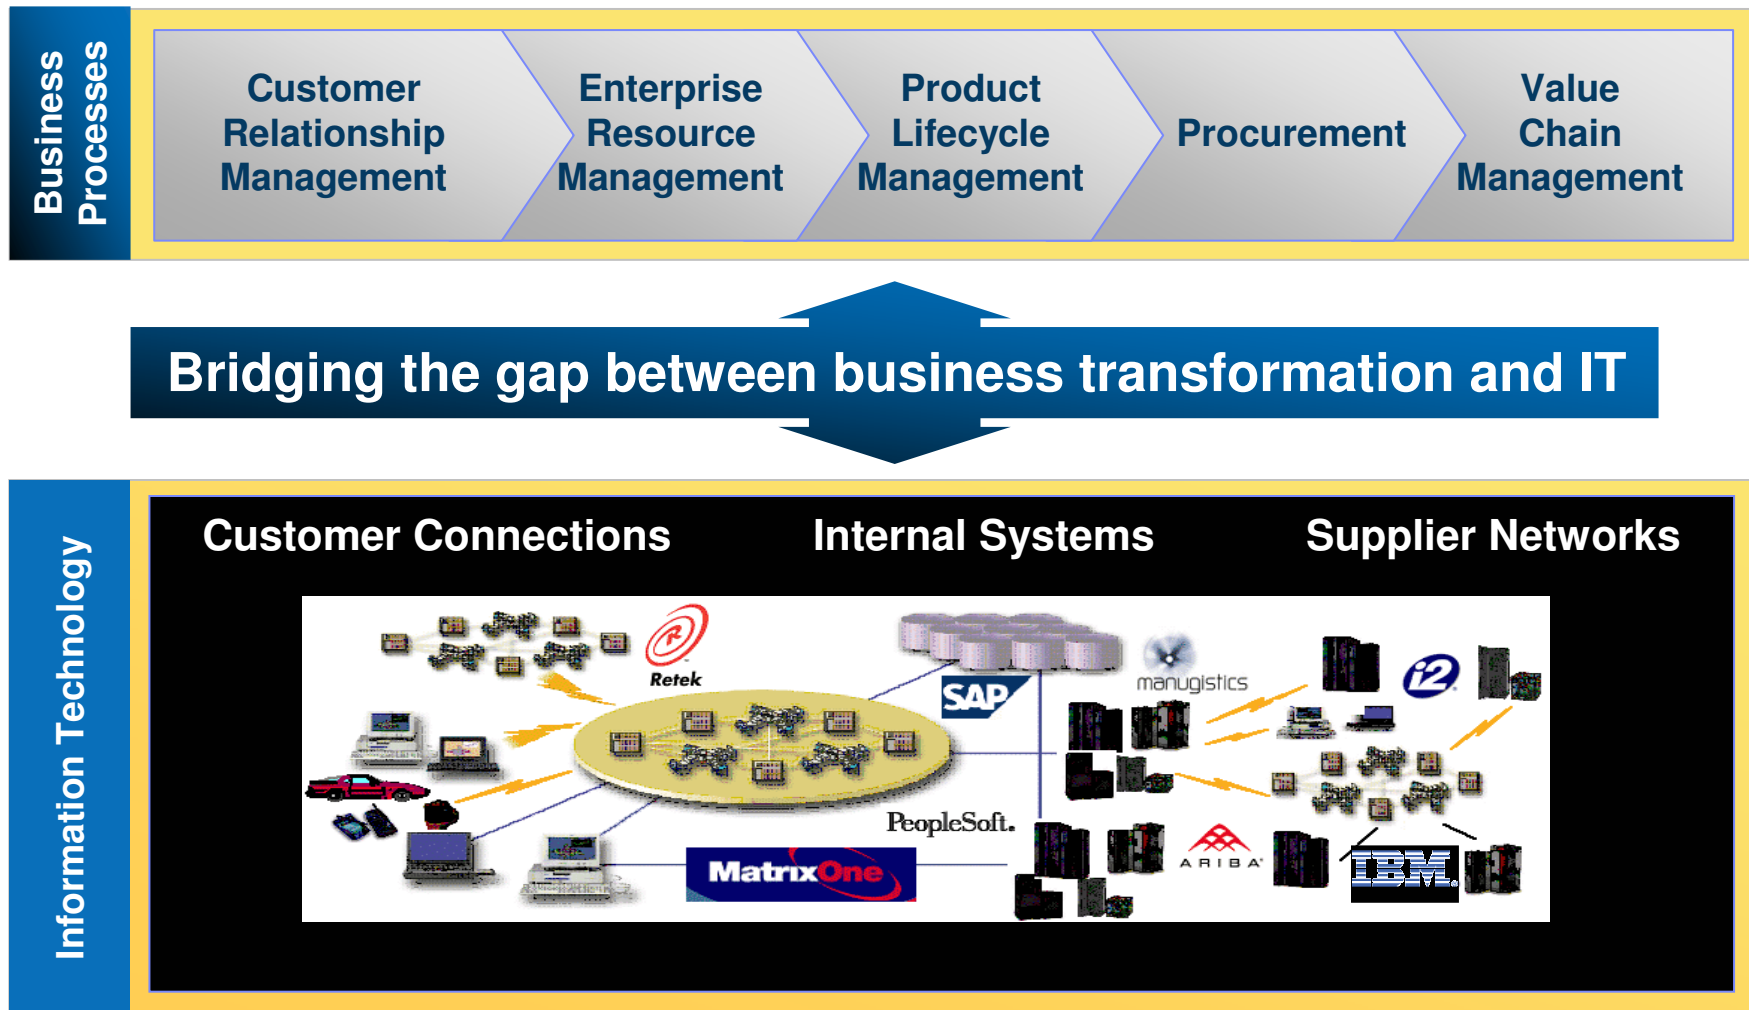 Business
Processes
Customer
Relationship
Management
Enterprise
Resource
Management
Product
Lifecycle
Management
Procurement
Value
Chain
Management
Bridging the gap between business transformation and IT
Information Technology
Customer Connections
Internal Systems
Supplier Networks
R
Retek
SAP
manugistics
i2
PeopleSoft.
MatrixOne
ARIBA
IBM